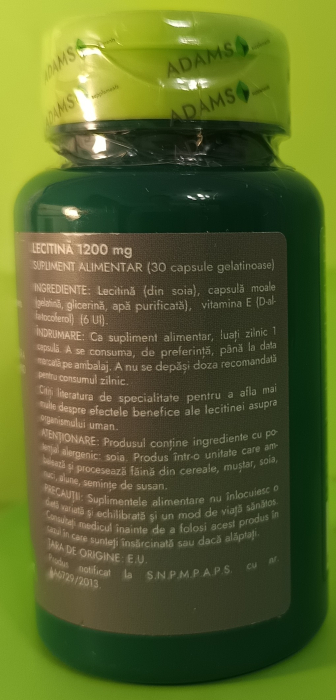 ADAMS
ADAMS
ADAMS
ADAMS
LECITINĂ 1200 mg
SUPLIMENT ALIMENTAR (30 capsule gelatinoase)
INGREDIENTE: Lecitină (din soia), capsulă moale
(gelatină, glicerină, apă purificată), vitamina E (D-al-
fatocoferol) (6 UI).
ÎNDRUMARE: Ca supliment alimentar, luați zilnic 1
capsulă. A se consuma, de preferință, până la data
marcată pe ambalaj. A nu se depăși doza recomandată
pentru consumul zilnic.
Citiți literatura de specialitate pentru a afla mai
multe despre efectele benefice ale lecitinei asupra
organismului uman.
ATENȚIONARE: Produsul conține ingrediente cu po-
tențial alergenic: soia. Produs într-o unitate care am-
balează și procesează făină din cereale, muștar, soia,
nuci, alune, semințe de susan.
PRECAUȚII: Suplimentele alimentare nu înlocuiesc o
dietă variată și echilibrată și un mod de viață sănătos.
Consultați medicul înainte de a folosi acest produs în
cazul în care sunteți însărcinată sau dacă alăptați.
ȚARA DE ORIGINE: E.U.
Produs notificat la S.N.P.M.P.A.P.S. cu nr.